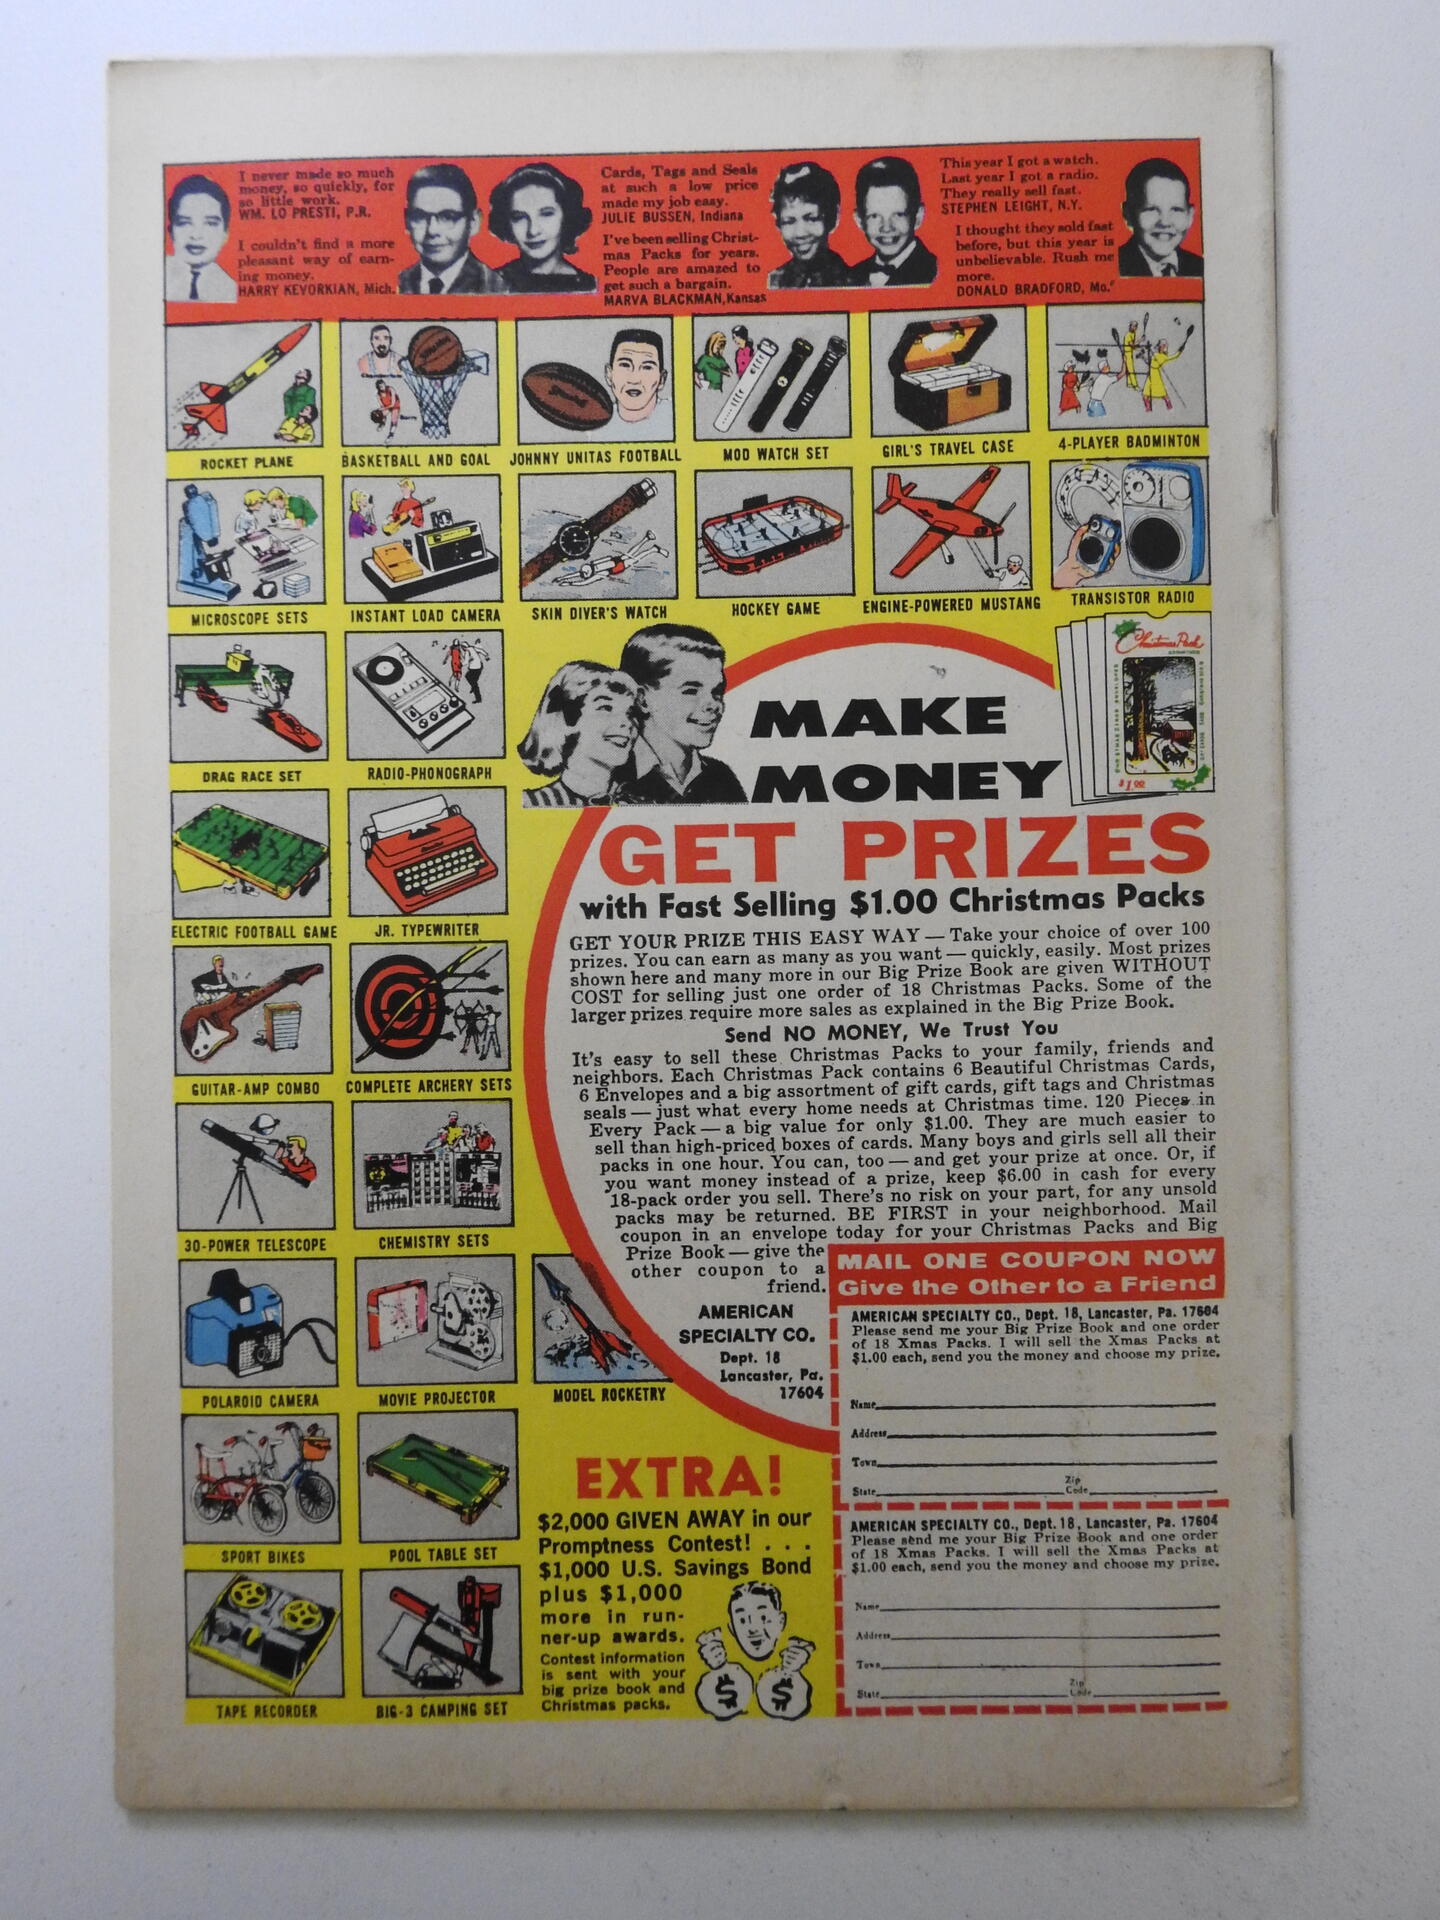 I never made so much
money, so quickly, for
so little work.
WM. LO PRESTI, P.R.
I couldn't find a more
pleasant way of earn-
ing money.
HARRY KEVORKIAN, Mich.
Cards, Tags and Seals
at such a low price
made my job easy.
JULIE BUSSEN, Indiana
I've been selling Christ-
mas Packs for years.
People are amazed to
get such a bargain.
MARVA BLACKMAN, Kansas
This year I got a watch.
Last year I got a radio.
They really sell fast.
STEPHEN LEIGHT, N.Y.
I thought they sold fast
before, but this year is
unbelievable. Rush me
more.
DONALD BRADFORD, Mo.
ROCKET PLANE
BASKETBALL AND GOAL
JOHNNY UNITAS FOOTBALL
MOD WATCH SET
GIRL'S TRAVEL CASE
4-PLAYER BADMINTON
MICROSCOPE SETS
INSTANT LOAD CAMERA
SKIN DIVER'S WATCH
HOCKEY GAME
ENGINE-POWERED MUSTANG
TRANSISTOR RADIO
DRAG RACE SET
RADIO-PHONOGRAPH
ELECTRIC FOOTBALL GAME
JR. TYPEWRITER
GUITAR-AMP COMBO
COMPLETE ARCHERY SETS
30-POWER TELESCOPE
CHEMISTRY SETS
POLAROID CAMERA
MOVIE PROJECTOR
MODEL ROCKETRY
SPORT BIKES
POOL TABLE SET
TAPE RECORDER
BIG-3 CAMPING SET
Christmas Pack
$1.00
MAKE
MONEY
GET PRIZES
with Fast Selling $1.00 Christmas Packs
GET YOUR PRIZE THIS EASY WAY — Take your choice of over 100
prizes. You can earn as many as you want — quickly, easily. Most prizes
shown here and many more in our Big Prize Book are given WITHOUT
COST for selling just one order of 18 Christmas Packs. Some of the
larger prizes require more sales as explained in the Big Prize Book.
Send NO MONEY, We Trust You
It's easy to sell these Christmas Packs to your family, friends and
neighbors. Each Christmas Pack contains 6 Beautiful Christmas Cards,
6 Envelopes and a big assortment of gift cards, gift tags and Christmas
seals — just what every home needs at Christmas time. 120 Pieces in
Every Pack — a big value for only $1.00. They are much easier to
sell than high-priced boxes of cards. Many boys and girls sell all their
packs in one hour. You can, too — and get your prize at once. Or, if
you want money instead of a prize, keep $6.00 in cash for every
18-pack order you sell. There's no risk on your part, for any unsold
packs may be returned. BE FIRST in your neighborhood. Mail
coupon in an envelope today for your Christmas Packs and Big
Prize Book — give the
other coupon to a
friend.
AMERICAN
SPECIALTY CO.
Dept. 18
Lancaster, Pa.
17604
EXTRA!
$2,000 GIVEN AWAY in our
Promptness Contest! . . .
$1,000 U.S. Savings Bond
plus $1,000
more in run-
ner-up awards.
Contest information
is sent with your
big prize book and
Christmas packs.
$ $
MAIL ONE COUPON NOW
Give the Other to a Friend
AMERICAN SPECIALTY CO., Dept. 18, Lancaster, Pa. 17604
Please send me your Big Prize Book and one order
of 18 Xmas Packs. I will sell the Xmas Packs at
$1.00 each, send you the money and choose my prize.
Name
Address
Town
State Zip Code
AMERICAN SPECIALTY CO., Dept. 18, Lancaster, Pa. 17604
Please send me your Big Prize Book and one order
of 18 Xmas Packs. I will sell the Xmas Packs at
$1.00 each, send you the money and choose my prize.
Name
Address
Town
State Zip Code